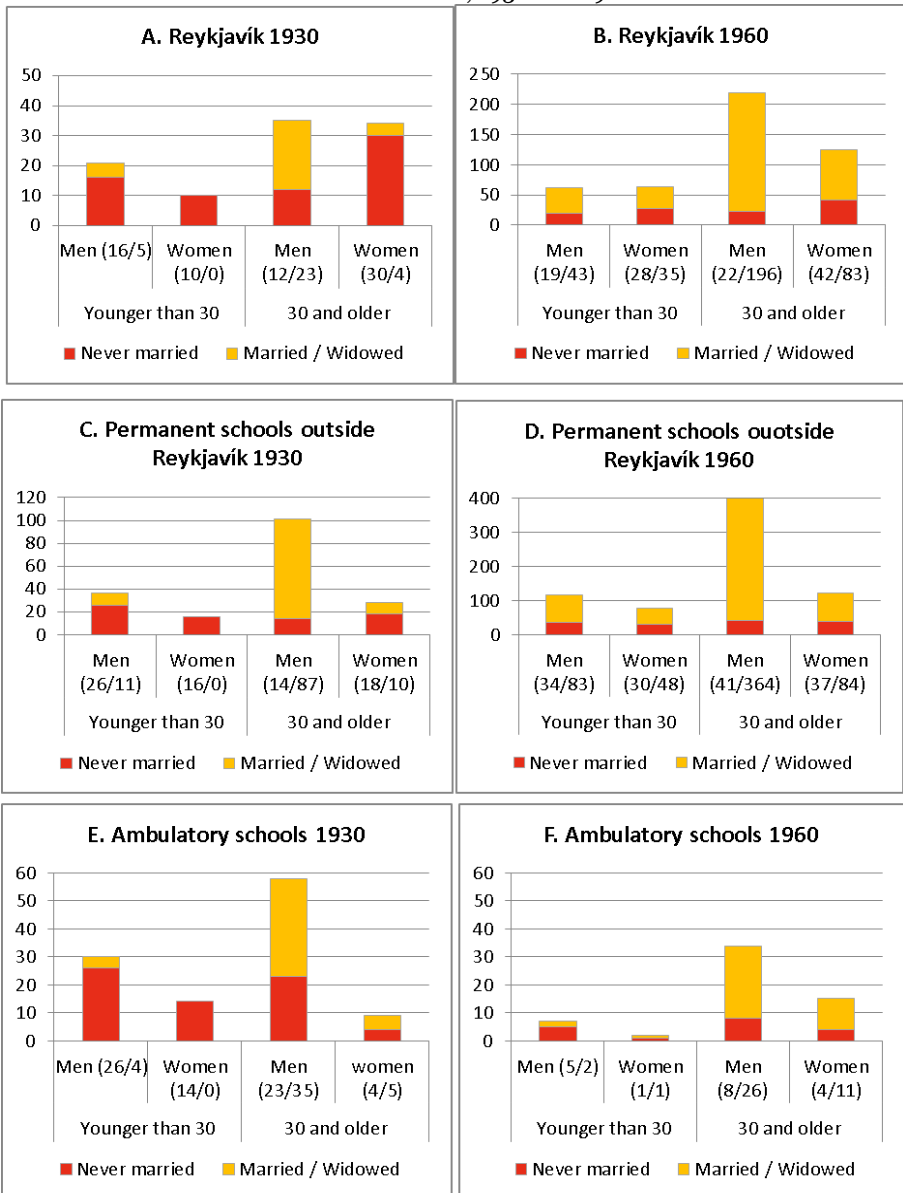 A. Reykjavík 1930
50
40
30
20
10
0
Men (16/5)
Women
(10/0)
Men
(12/23)
Women
(30/4)
Younger than 30
30 and older
Never married
Married / Widowed
B. Reykjavík 1960
250
200
150
100
50
0
Men
(19/43)
Women
(28/35)
Men
(22/196)
Women
(42/83)
Younger than 30
30 and older
Never married
Married / Widowed
C. Permanent schools outside
Reykjavík 1930
120
100
80
60
40
20
0
Men
(26/11)
Women
(16/0)
Men
(14/87)
Women
(18/10)
Younger than 30
30 and older
Never married
Married / Widowed
D. Permanent schools ouotside
Reykjavík 1960
400
300
200
100
0
Men
(34/83)
Women
(30/48)
Men
(41/364)
Women
(37/84)
Younger than 30
30 and older
Never married
Married / Widowed
E. Ambulatory schools 1930
60
50
40
30
20
10
0
Men (26/4)
Women
(14/0)
Men
(23/35)
women
(4/5)
Younger than 30
30 and older
Never married
Married / Widowed
F. Ambulatory schools 1960
60
50
40
30
20
10
0
Men (5/2)
Women
(1/1)
Men
(8/26)
Women
(4/11)
Younger than 30
30 and older
Never married
Married / Widowed